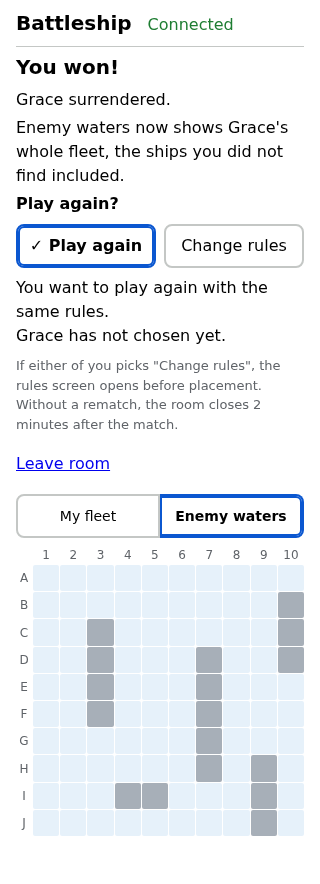 Battleship Connected
You won!
Grace surrendered.
Enemy waters now shows Grace's
whole fleet, the ships you did not
find included.
Play again?
✓ Play again Change rules
You want to play again with the
same rules.
Grace has not chosen yet.
If either of you picks "Change rules", the
rules screen opens before placement.
Without a rematch, the room closes 2
minutes after the match.
Leave room
My fleet Enemy waters
1 2 3 4 5 6 7 8 9 10
A
B
C
D
E
F
G
H
I
J